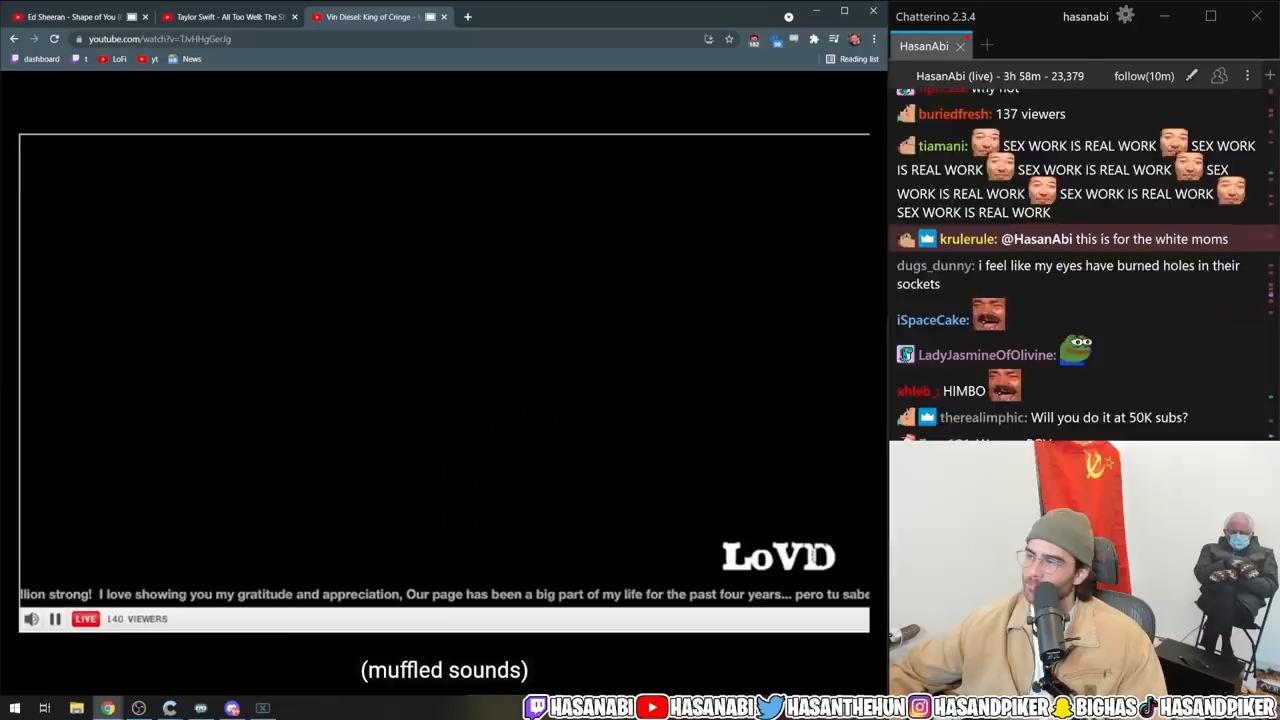 Ed Sheeran - Shape of You (
Taylor Swift - All Too Well: The Sh
Vin Diesel: King of Cringe -
youtube.com/watch?v=TJvHHgGerJg
182
90
dashboard
t
LoFi
yt
News
Reading list
LoVD
llion strong! I love showing you my gratitude and appreciation, Our page has been a big part of my life for the past four years... pero tu sabe
LIVE 140 VIEWERS
(muffled sounds)
Chatterino 2.3.4
hasanabi
HasanAbi
HasanAbi (live) - 3h 58m - 23,379
follow(10m)
why not
buriedfresh: 137 viewers
tiamani: SEX WORK IS REAL WORK SEX WORK
IS REAL WORK SEX WORK IS REAL WORK SEX
WORK IS REAL WORK SEX WORK IS REAL WORK
SEX WORK IS REAL WORK
krulerule: @HasanAbi this is for the white moms
dugs_dunny: i feel like my eyes have burned holes in their
sockets
iSpaceCake:
LadyJasmineOfOlivine:
xhleb_: HIMBO
therealimphic: Will you do it at 50K subs?
HASANABI HASANABI HASANTHEHUN HASANDPIKER BIGHAS HASANDPIKER